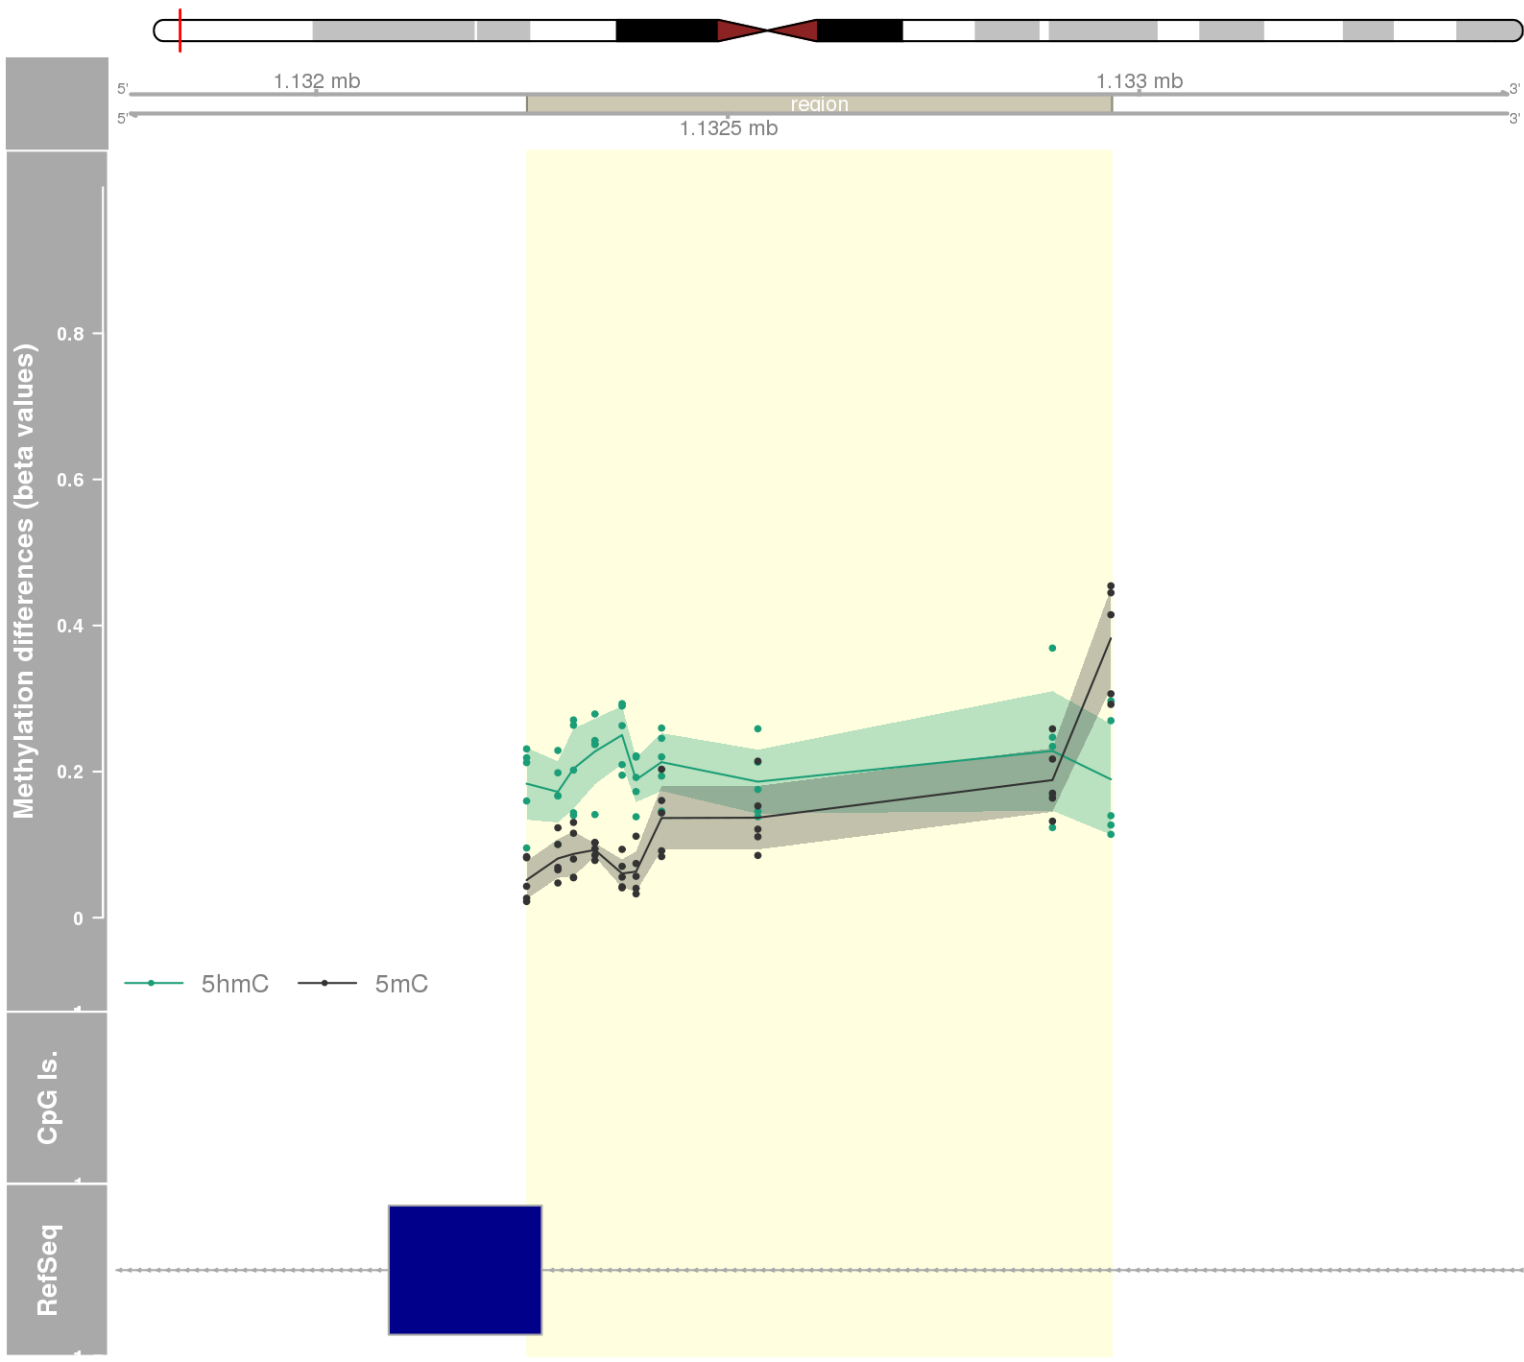 1.132 mb
1.133 mb
5'
3'
region
5'
3'
1.1325 mb
Methylation differences (beta values)
0.8
0.6
0.4
0.2
0
5hmC
5mC
CpG Is.
RefSeq